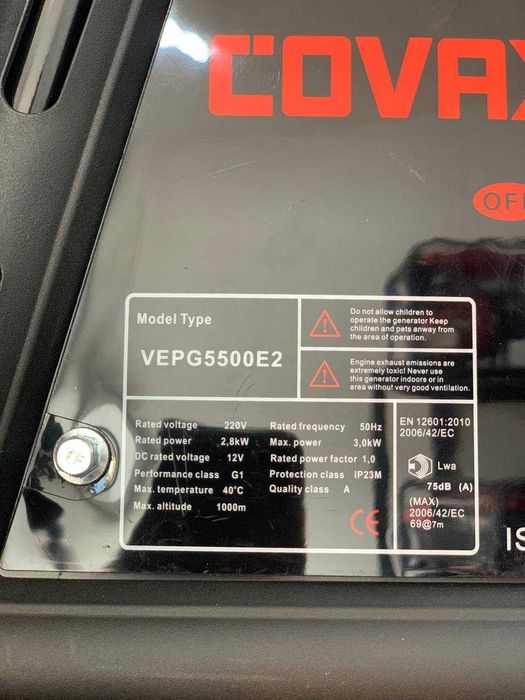 COVAX
OFF
Model Type
VEPG5500E2
Do not allow children to
operate the generator Keep
children and pets anway from
the area of operation.
Engine exhaust emissions are
extremely toxic! Never use
this generator indoors or in
area without very good ventilation.
Rated voltage 220V
Rated power 2,8kW
DC rated voltage 12V
Performance class G1
Max. temperature 40°C
Max. altitude 1000m
Rated frequency 50Hz
Max. power 3,0kW
Rated power factor 1,0
Protection class IP23M
Quality class A
CE
EN 12601:2010
2006/42/EC
Lwa
75dB (A)
(MAX)
2006/42/EC
69@7m
IS